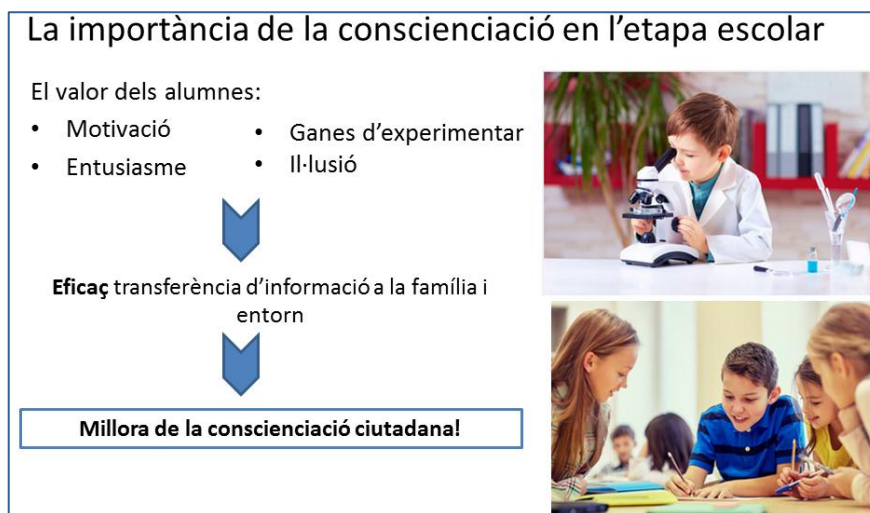 La importància de la conscienciació en l'etapa escolar
El valor dels alumnes:
• Motivació
• Entusiasme
• Ganes d'experimentar
• Il·lusió
Eficaç transferència d'informació a la família i
entorn
Millora de la conscienciació ciutadana!